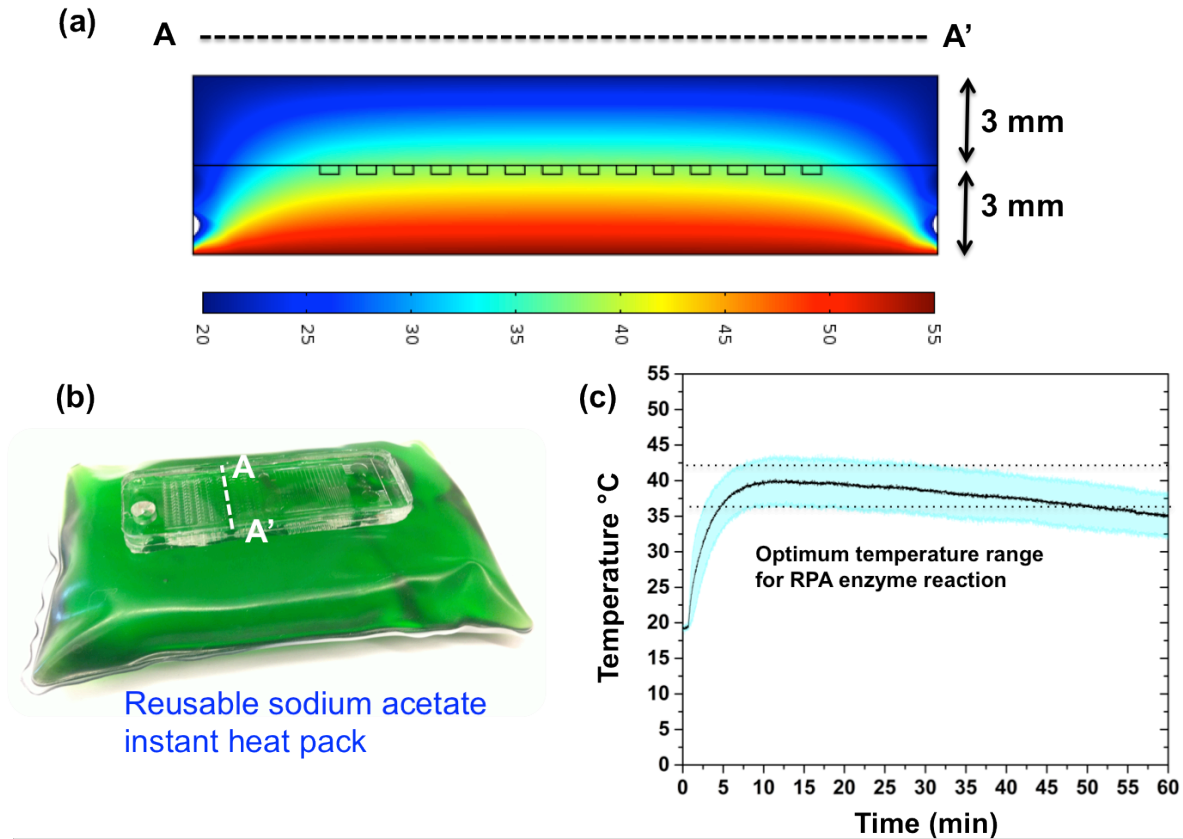 (a)
A
A’
3 mm
3 mm
20
25
30
35
40
45
50
55
(b)
A
A’
Reusable sodium acetate
instant heat pack
(c)
Temperature °C
55
50
45
40
35
30
25
20
15
10
5
0
Optimum temperature range
for RPA enzyme reaction
0 5 10 15 20 25 30 35 40 45 50 55 60
Time (min)